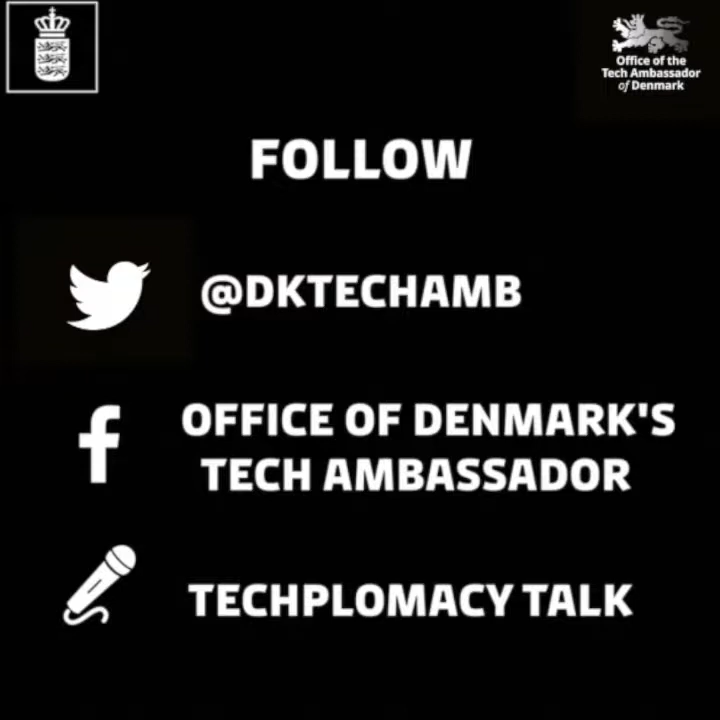 Office of the
Tech Ambassador
of Denmark
FOLLOW
@DKTECHAMB
OFFICE OF DENMARK'S
TECH AMBASSADOR
TECHPLOMACY TALK